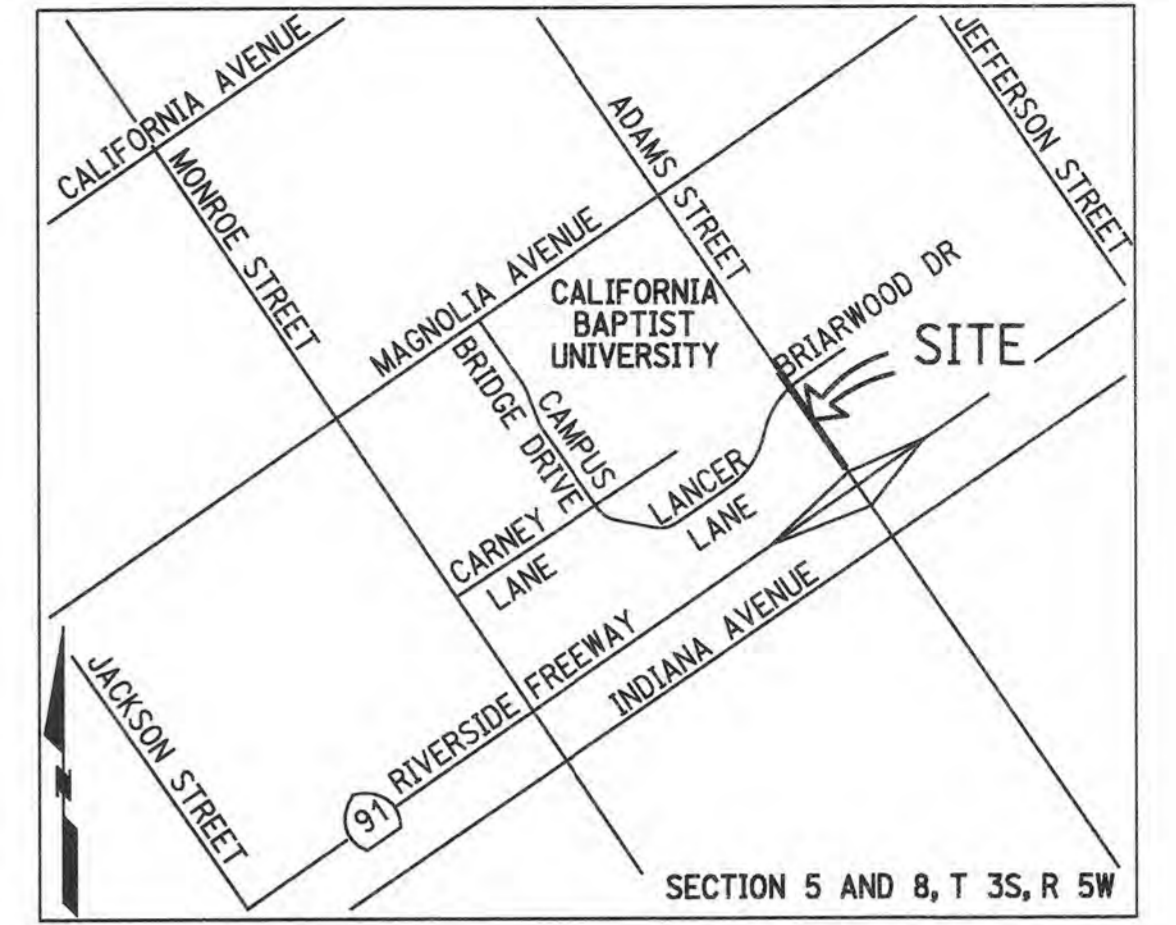 CALIFORNIA AVENUE
MONROE STREET
ADAMS STREET
JEFFERSON STREET
MAGNOLIA AVENUE
CALIFORNIA
BAPTIST
UNIVERSITY
BRIARWOOD DR
SITE
BRIDGE DRIVE
CAMPUS
CARNEY
LANE
LANCER
LANE
JACKSON STREET
91
RIVERSIDE FREEWAY
INDIANA AVENUE
N
SECTION 5 AND 8, T 3S, R 5W